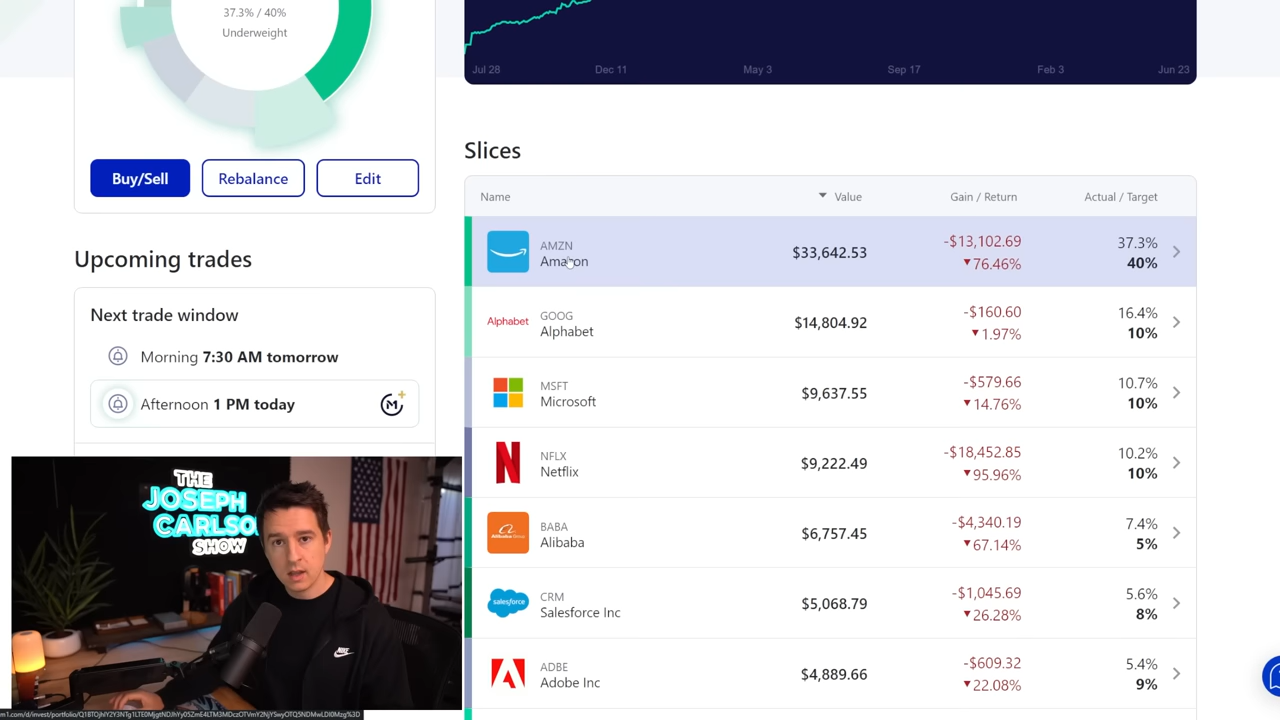 37.3% / 40%
Underweight
Buy/Sell
Rebalance
Edit
Upcoming trades
Next trade window
Morning 7:30 AM tomorrow
Afternoon 1 PM today
M
THE
JOSEPH
CARLSO
SHOW
Jul 28
Dec 11
May 3
Sep 17
Feb 3
Jun 23
Slices
Name
Value
Gain / Return
Actual / Target
AMZN
Amazon
$33,642.53
-$13,102.69
76.46%
37.3%
40%
Alphabet
GOOG
Alphabet
$14,804.92
-$160.60
1.97%
16.4%
10%
MSFT
Microsoft
$9,637.55
-$579.66
14.76%
10.7%
10%
NFLX
Netflix
$9,222.49
-$18,452.85
95.96%
10.2%
10%
BABA
Alibaba
$6,757.45
-$4,340.19
67.14%
7.4%
5%
salesforce
CRM
Salesforce Inc
$5,068.79
-$1,045.69
26.28%
5.6%
8%
ADBE
Adobe Inc
$4,889.66
-$609.32
22.08%
5.4%
9%
NIKE